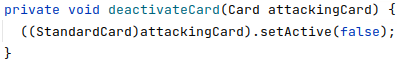 private void deactivateCard(Card attackingCard) {
  ((StandardCard)attackingCard).setActive(false);
}